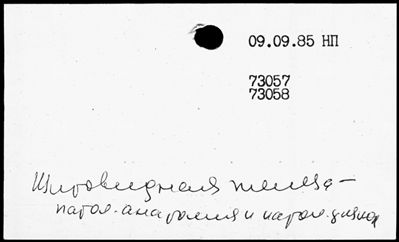 09.09.85 НП
73057
73058
Щитовидная железа –
патол. анатомия и патол. физиол